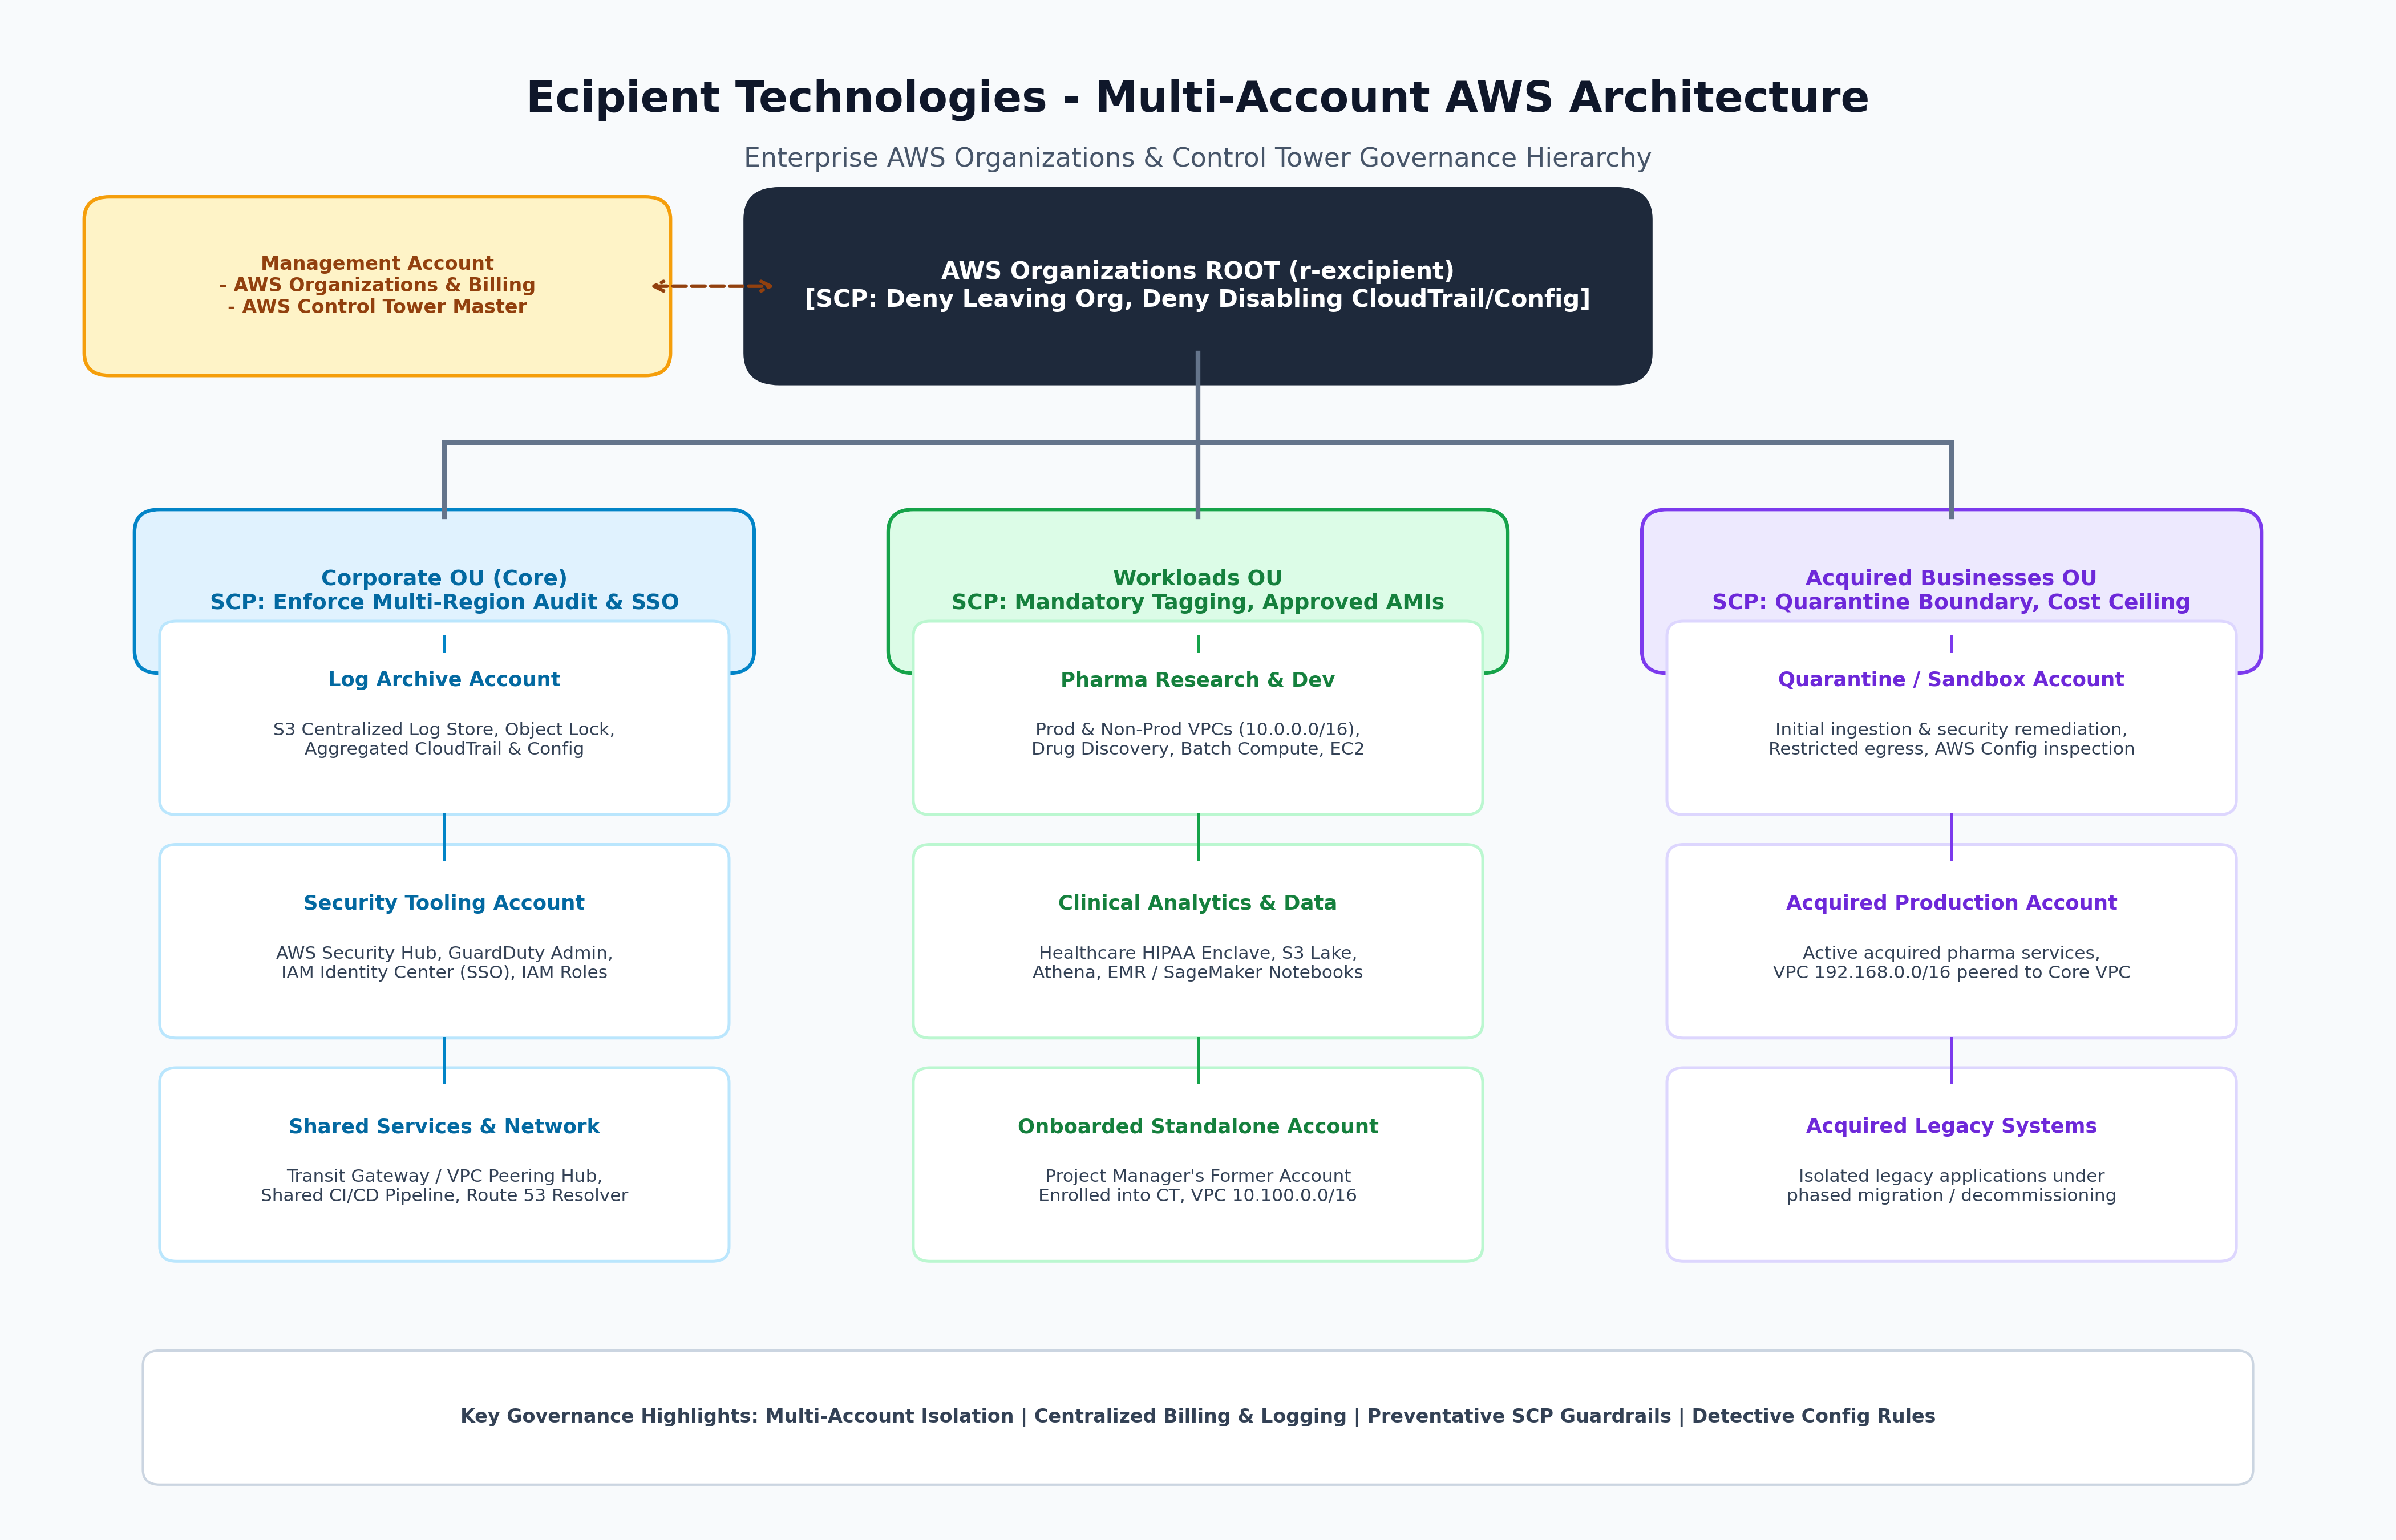 Ecipient Technologies - Multi-Account AWS Architecture
Enterprise AWS Organizations & Control Tower Governance Hierarchy
Management Account
- AWS Organizations & Billing
- AWS Control Tower Master
AWS Organizations ROOT (r-excipient)
[SCP: Deny Leaving Org, Deny Disabling CloudTrail/Config]
Corporate OU (Core)
SCP: Enforce Multi-Region Audit & SSO
Log Archive Account
S3 Centralized Log Store, Object Lock,
Aggregated CloudTrail & Config
Security Tooling Account
AWS Security Hub, GuardDuty Admin,
IAM Identity Center (SSO), IAM Roles
Shared Services & Network
Transit Gateway / VPC Peering Hub,
Shared CI/CD Pipeline, Route 53 Resolver
Workloads OU
SCP: Mandatory Tagging, Approved AMIs
Pharma Research & Dev
Prod & Non-Prod VPCs (10.0.0.0/16),
Drug Discovery, Batch Compute, EC2
Clinical Analytics & Data
Healthcare HIPAA Enclave, S3 Lake,
Athena, EMR / SageMaker Notebooks
Onboarded Standalone Account
Project Manager's Former Account
Enrolled into CT, VPC 10.100.0.0/16
Acquired Businesses OU
SCP: Quarantine Boundary, Cost Ceiling
Quarantine / Sandbox Account
Initial ingestion & security remediation,
Restricted egress, AWS Config inspection
Acquired Production Account
Active acquired pharma services,
VPC 192.168.0.0/16 peered to Core VPC
Acquired Legacy Systems
Isolated legacy applications under
phased migration / decommissioning
Key Governance Highlights: Multi-Account Isolation | Centralized Billing & Logging | Preventative SCP Guardrails | Detective Config Rules